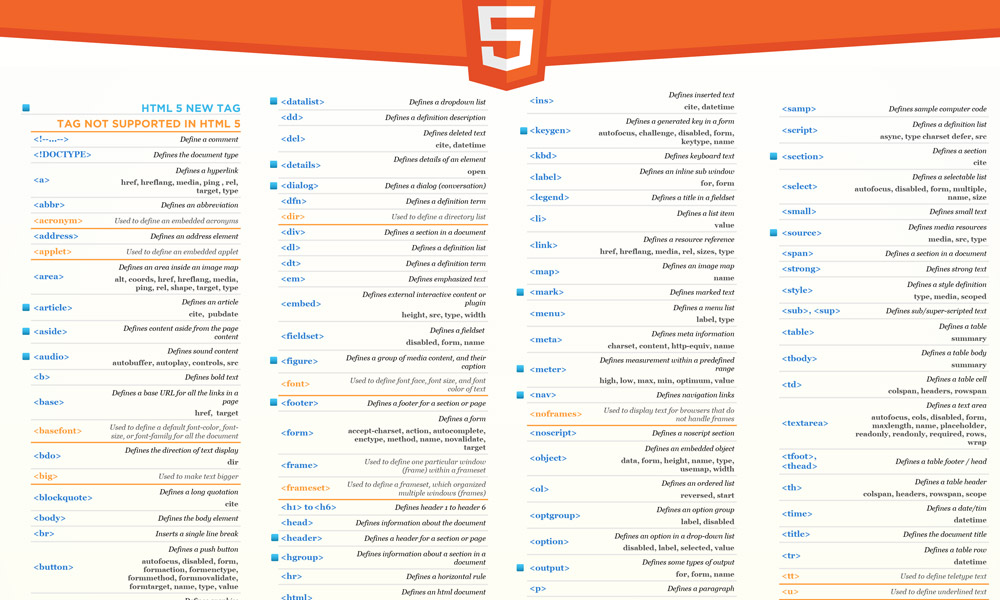 5
HTML 5 NEW TAG
TAG NOT SUPPORTED IN HTML 5
<!--...--> Define a comment
<!DOCTYPE> Defines the document type
<a> Defines a hyperlink
href, hreflang, media, ping , rel,
target, type
<abbr> Defines an abbreviation
<acronym> Used to define an embedded acronyms
<address> Defines an address element
<applet> Used to define an embedded applet
<area> Defines an area inside an image map
alt, coords, href, hreflang, media,
ping, rel, shape, target, type
<article> Defines an article
cite, pubdate
<aside> Defines content aside from the page
content
<audio> Defines sound content
autobuffer, autoplay, controls, src
<b> Defines bold text
<base> Defines a base URL for all the links in a
page
href, target
<basefont> Used to define a default font-color, font-
size, or font-family for all the document
<bdo> Defines the direction of text display
dir
<big> Used to make text bigger
<blockquote> Defines a long quotation
cite
<body> Defines the body element
<br> Inserts a single line break
<button> Defines a push button
autofocus, disabled, form,
formaction, formenctype,
formmethod, formnovalidate,
formtarget, name, type, value
<datalist> Defines a dropdown list
<dd> Defines a definition description
<del> Defines deleted text
cite, datetime
<details> Defines details of an element
open
<dialog> Defines a dialog (conversation)
<dfn> Defines a definition term
<dir> Used to define a directory list
<div> Defines a section in a document
<dl> Defines a definition list
<dt> Defines a definition term
<em> Defines emphasized text
<embed> Defines external interactive content or
plugin
height, src, type, width
<fieldset> Defines a fieldset
disabled, form, name
<figure> Defines a group of media content, and their
caption
<font> Used to define font face, font size, and font
color of text
<footer> Defines a footer for a section or page
<form> Defines a form
accept-charset, action, autocomplete,
enctype, method, name, novalidate,
target
<frame> Used to define one particular window
(frame) within a frameset
<frameset> Used to define a frameset, which organized
multiple windows (frames)
<h1> to <h6> Defines header 1 to header 6
<head> Defines information about the document
<header> Defines a header for a section or page
<hgroup> Defines information about a section in a
document
<hr> Defines a horizontal rule
<html> Defines an html document
<ins> Defines inserted text
cite, datetime
<keygen> Defines a generated key in a form
autofocus, challenge, disabled, form,
keytype, name
<kbd> Defines keyboard text
<label> Defines an inline sub window
for, form
<legend> Defines a title in a fieldset
<li> Defines a list item
value
<link> Defines a resource reference
href, hreflang, media, rel, sizes, type
<map> Defines an image map
name
<mark> Defines marked text
<menu> Defines a menu list
label, type
<meta> Defines meta information
charset, content, http-equiv, name
<meter> Defines measurement within a predefined
range
high, low, max, min, optimum, value
<nav> Defines navigation links
<noframes> Used to display text for browsers that do
not handle frames
<noscript> Defines a noscript section
<object> Defines an embedded object
data, form, height, name, type,
usemap, width
<ol> Defines an ordered list
reversed, start
<optgroup> Defines an option group
label, disabled
<option> Defines an option in a drop-down list
disabled, label, selected, value
<output> Defines some types of output
for, form, name
<p> Defines a paragraph
<samp> Defines sample computer code
<script> Defines a definition list
async, type charset defer, src
<section> Defines a section
cite
<select> Defines a selectable list
autofocus, disabled, form, multiple,
name, size
<small> Defines small text
<source> Defines media resources
media, src, type
<span> Defines a section in a document
<strong> Defines strong text
<style> Defines a style definition
type, media, scoped
<sub>, <sup> Defines sub/super-scripted text
<table> Defines a table
summary
<tbody> Defines a table body
summary
<td> Defines a table cell
colspan, headers, rowspan
<textarea> Defines a text area
autofocus, cols, disabled, form,
maxlength, name, placeholder,
readonly, readonly, required, rows,
wrap
<tfoot>,
<thead> Defines a table footer / head
<th> Defines a table header
colspan, headers, rowspan, scope
<time> Defines a date/tim
datetime
<title> Defines the document title
<tr> Defines a table row
datetime
<tt> Used to define teletype text
<u> Used to define underlined text